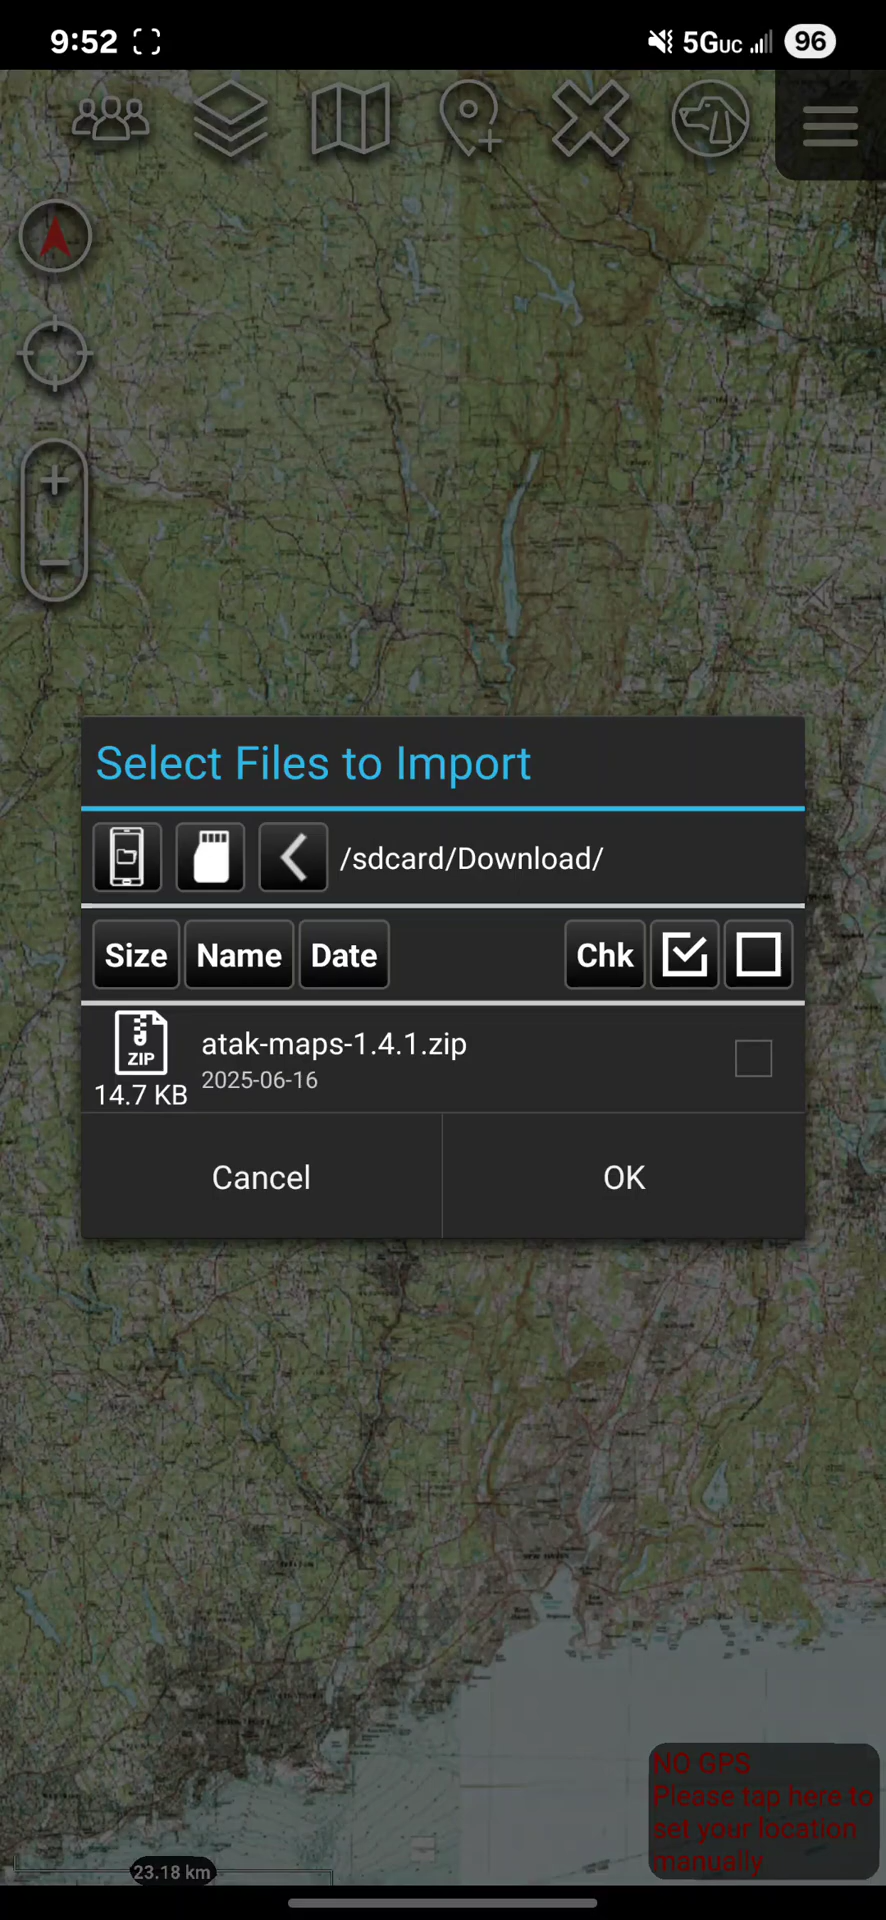 9:52
5GUC
96
Select Files to Import
/sdcard/Download/
Size Name Date Chk
ZIP
atak-maps-1.4.1.zip
14.7 KB
2025-06-16
Cancel OK
NO GPS
Please tap here to
set your location
manually
23.18 km